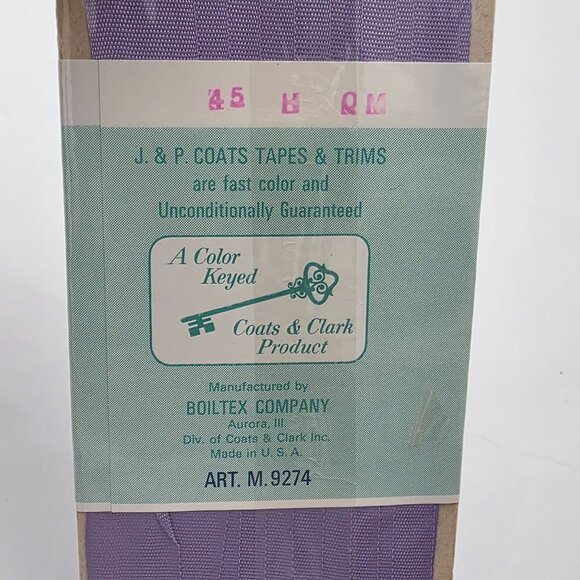 45 H QM
J. & P. COATS TAPES & TRIMS
are fast color and
Unconditionally Guaranteed
A Color
Keyed
Coats & Clark
Product
Manufactured by
BOILTEX COMPANY
Aurora, Ill.
Div. of Coats & Clark Inc.
Made in U. S. A.
ART. M. 9274